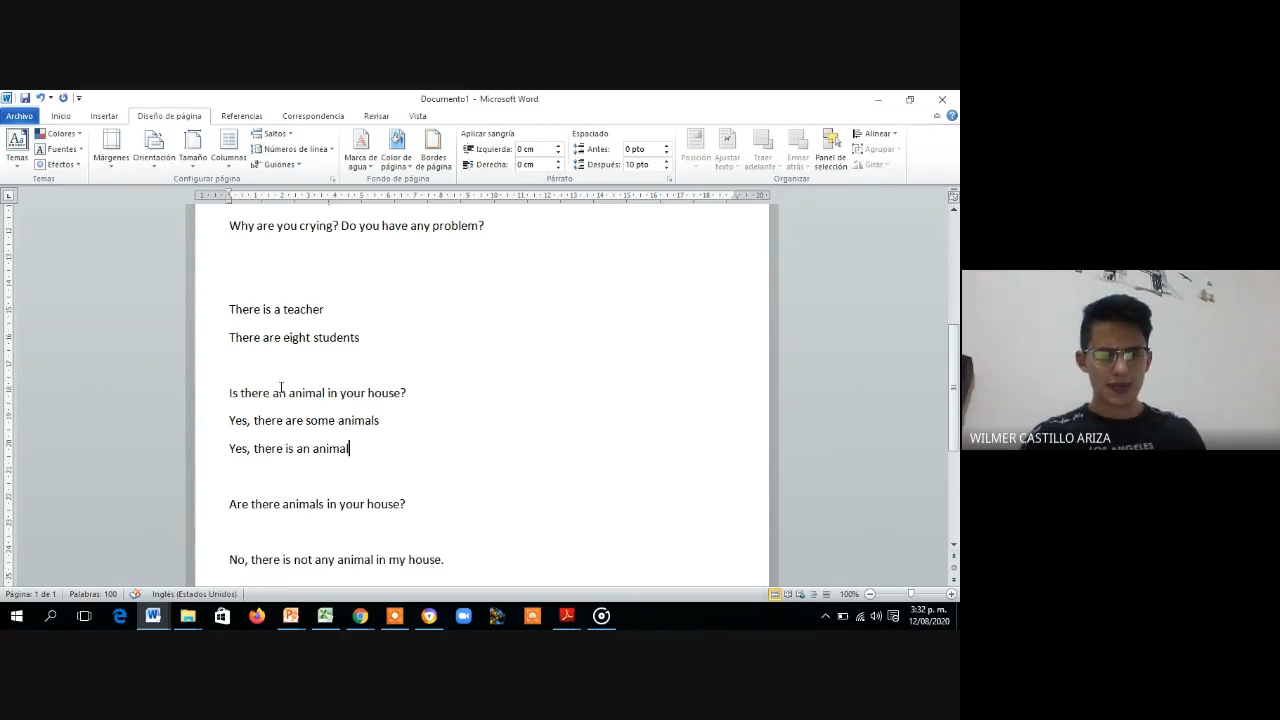 Documento1 - Microsoft Word
Archivo Inicio Insertar Diseño de página Referencias Correspondencia Revisar Vista
Temas
Colores
Fuentes
Efectos
Temas
Márgenes
Orientación
Tamaño
Columnas
Saltos
Números de línea
Guiones
Configurar página
Marca de agua
Color de página
Bordes de página
Fondo de página
Aplicar sangría
Izquierda: 0 cm
Derecha: 0 cm
Espaciado
Antes: 0 pto
Después: 10 pto
Párrafo
Posición
Ajustar texto
Traer adelante
Enviar atrás
Panel de selección
Alinear
Agrupar
Girar
Organizar
Why are you crying? Do you have any problem?
There is a teacher
There are eight students
Is there an animal in your house?
Yes, there are some animals
Yes, there is an animal
Are there animals in your house?
No, there is not any animal in my house.
Página: 1 de 1 Palabras: 100 Inglés (Estados Unidos) 100%
3:32 p. m.
12/08/2020
LOS ANGELES
WILMER CASTILLO ARIZA